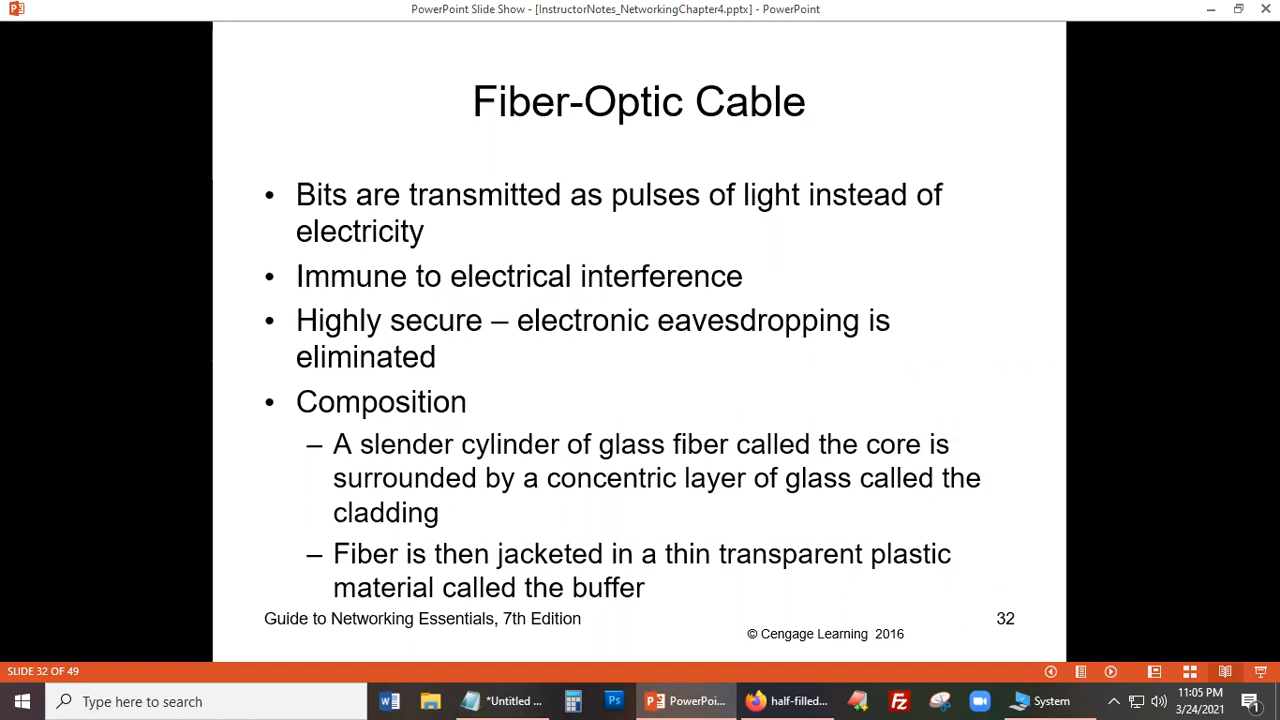 PowerPoint Slide Show - [InstructorNotes_NetworkingChapter4.pptx] - PowerPoint
Fiber-Optic Cable
• Bits are transmitted as pulses of light instead of
electricity
• Immune to electrical interference
• Highly secure – electronic eavesdropping is
eliminated
• Composition
– A slender cylinder of glass fiber called the core is
surrounded by a concentric layer of glass called the
cladding
– Fiber is then jacketed in a thin transparent plastic
material called the buffer
Guide to Networking Essentials, 7th Edition
32
© Cengage Learning 2016
SLIDE 32 OF 49
Type here to search
*Untitled ...
PowerPoi...
half-filled...
System
11:05 PM
3/24/2021
1